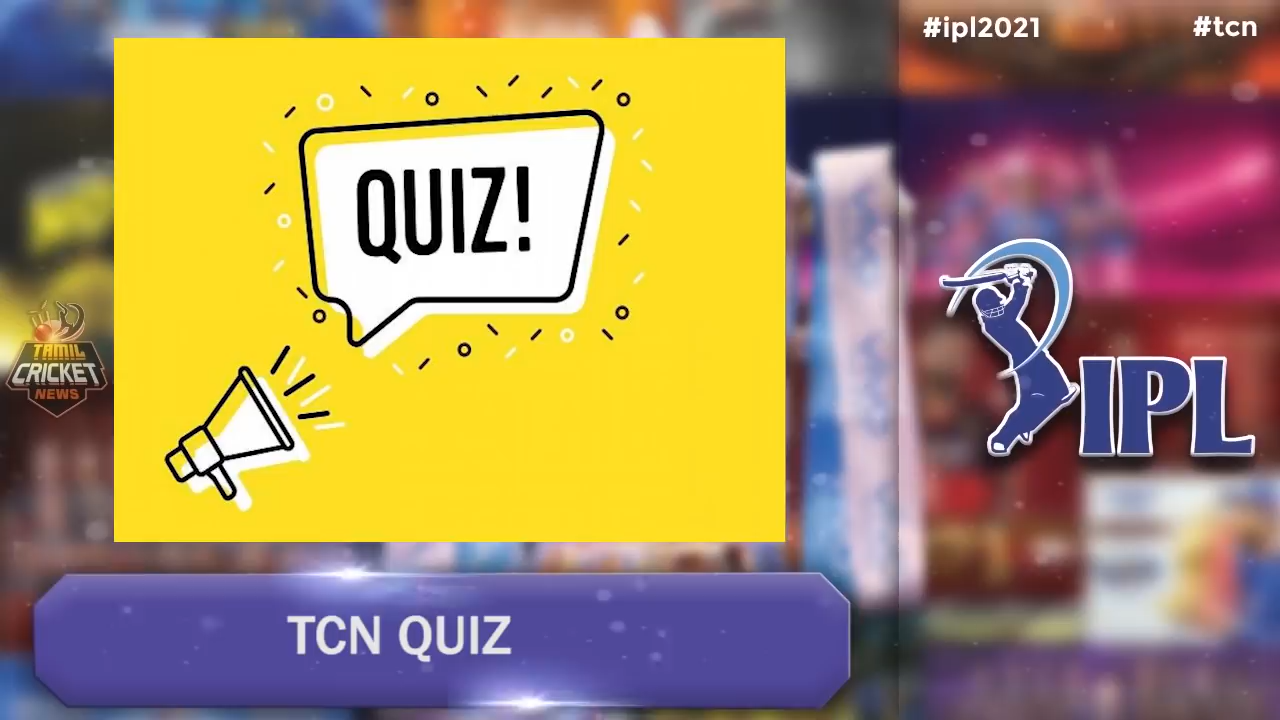 #ipl2021
#tcn
QUIZ!
TAMIL
CRICKET
NEWS
IPL
TCN QUIZ